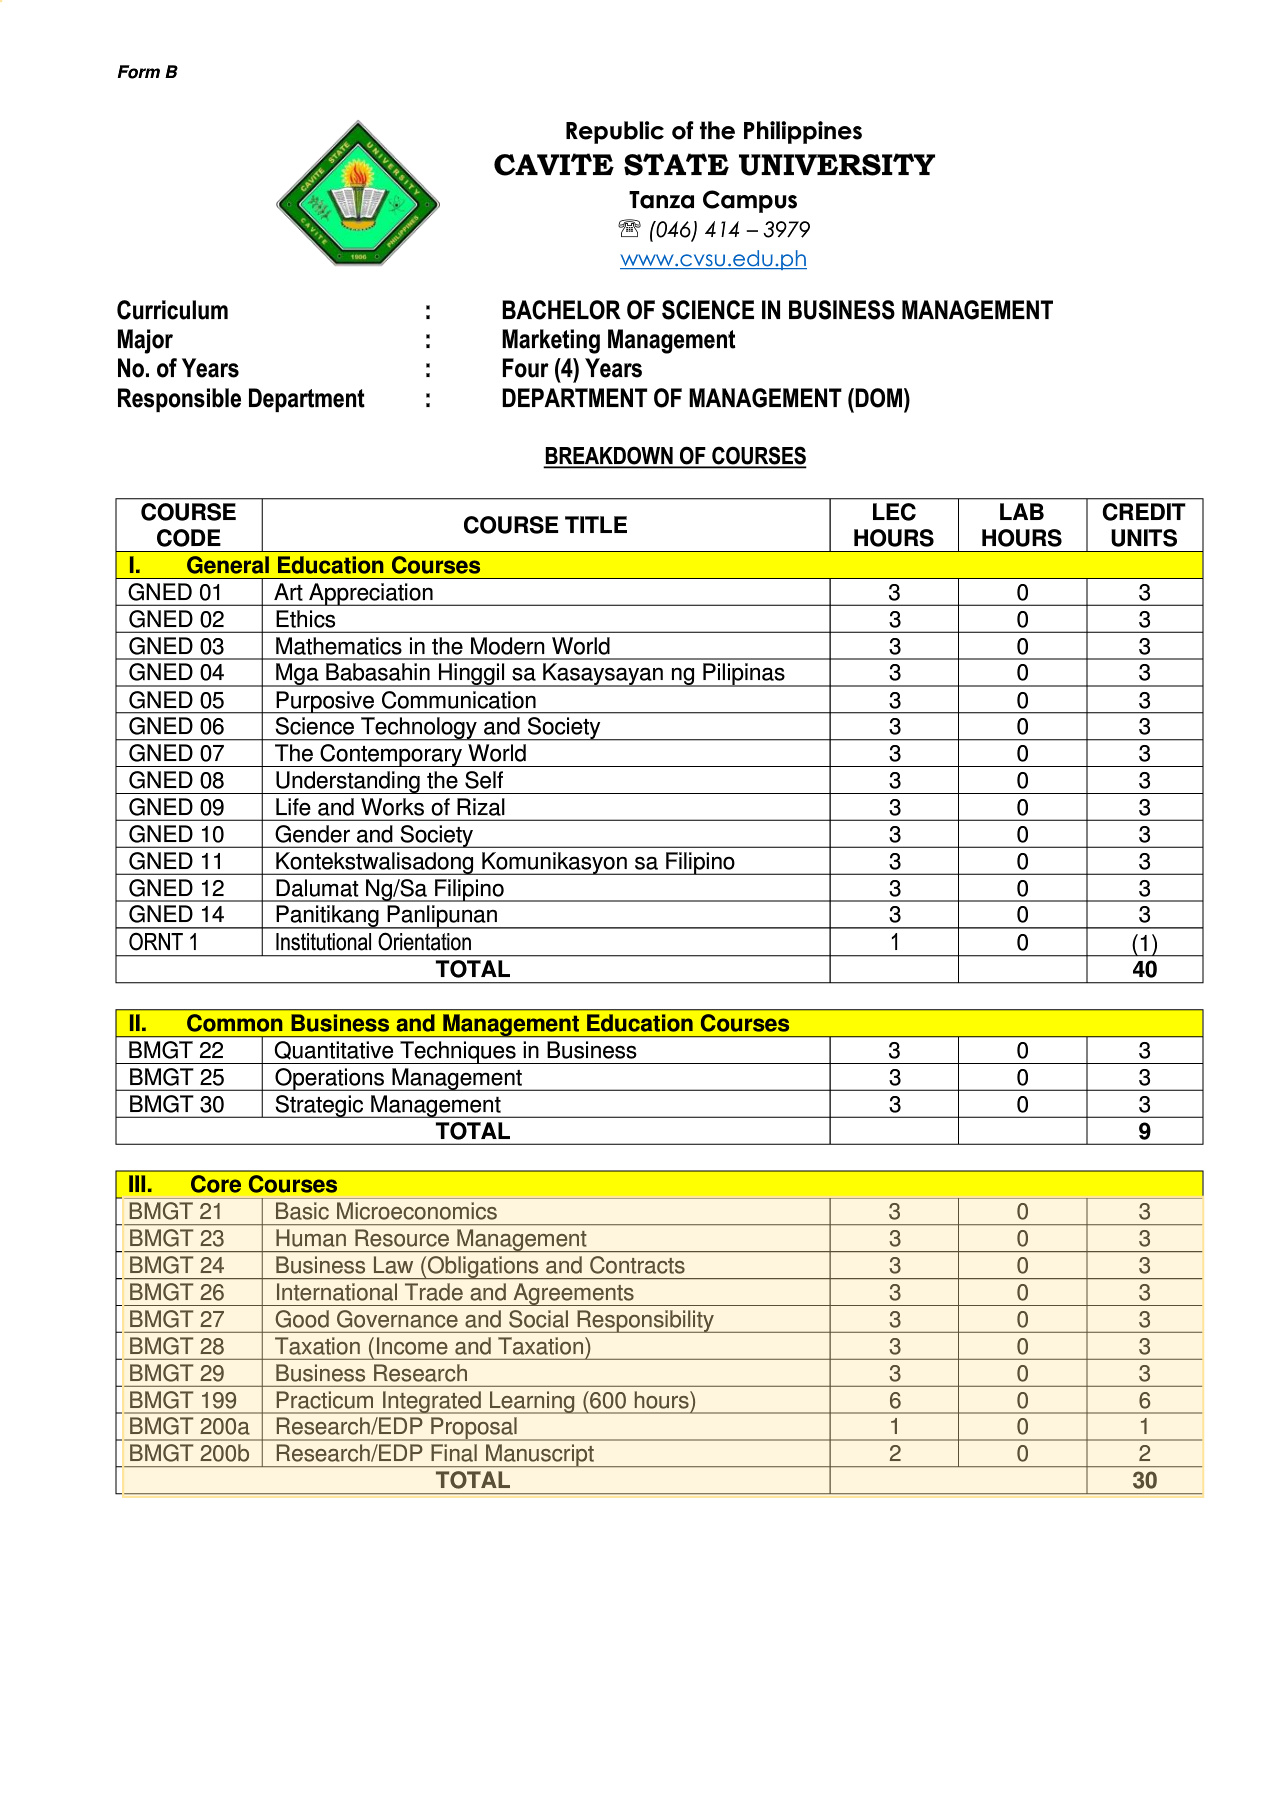 Form B
CAVITE STATE UNIVERSITY
CAVITE PHILIPPINES
1906
Republic of the Philippines
CAVITE STATE UNIVERSITY
Tanza Campus
☏ (046) 414 – 3979
www.cvsu.edu.ph
Curriculum : BACHELOR OF SCIENCE IN BUSINESS MANAGEMENT
Major : Marketing Management
No. of Years : Four (4) Years
Responsible Department : DEPARTMENT OF MANAGEMENT (DOM)
BREAKDOWN OF COURSES
COURSE CODE COURSE TITLE LEC HOURS LAB HOURS CREDIT UNITS
I. General Education Courses
GNED 01 Art Appreciation 3 0 3
GNED 02 Ethics 3 0 3
GNED 03 Mathematics in the Modern World 3 0 3
GNED 04 Mga Babasahin Hinggil sa Kasaysayan ng Pilipinas 3 0 3
GNED 05 Purposive Communication 3 0 3
GNED 06 Science Technology and Society 3 0 3
GNED 07 The Contemporary World 3 0 3
GNED 08 Understanding the Self 3 0 3
GNED 09 Life and Works of Rizal 3 0 3
GNED 10 Gender and Society 3 0 3
GNED 11 Kontekstwalisadong Komunikasyon sa Filipino 3 0 3
GNED 12 Dalumat Ng/Sa Filipino 3 0 3
GNED 14 Panitikang Panlipunan 3 0 3
ORNT 1 Institutional Orientation 1 0 (1)
TOTAL 40
II. Common Business and Management Education Courses
BMGT 22 Quantitative Techniques in Business 3 0 3
BMGT 25 Operations Management 3 0 3
BMGT 30 Strategic Management 3 0 3
TOTAL 9
III. Core Courses
BMGT 21 Basic Microeconomics 3 0 3
BMGT 23 Human Resource Management 3 0 3
BMGT 24 Business Law (Obligations and Contracts 3 0 3
BMGT 26 International Trade and Agreements 3 0 3
BMGT 27 Good Governance and Social Responsibility 3 0 3
BMGT 28 Taxation (Income and Taxation) 3 0 3
BMGT 29 Business Research 3 0 3
BMGT 199 Practicum Integrated Learning (600 hours) 6 0 6
BMGT 200a Research/EDP Proposal 1 0 1
BMGT 200b Research/EDP Final Manuscript 2 0 2
TOTAL 30